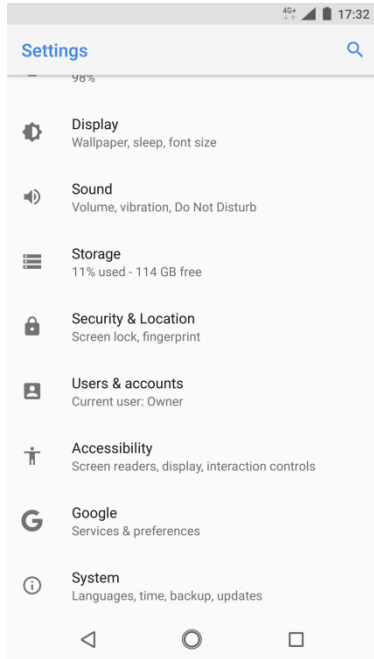 4G+ 17:32
Settings
98%
Display
Wallpaper, sleep, font size
Sound
Volume, vibration, Do Not Disturb
Storage
11% used - 114 GB free
Security & Location
Screen lock, fingerprint
Users & accounts
Current user: Owner
Accessibility
Screen readers, display, interaction controls
Google
Services & preferences
System
Languages, time, backup, updates